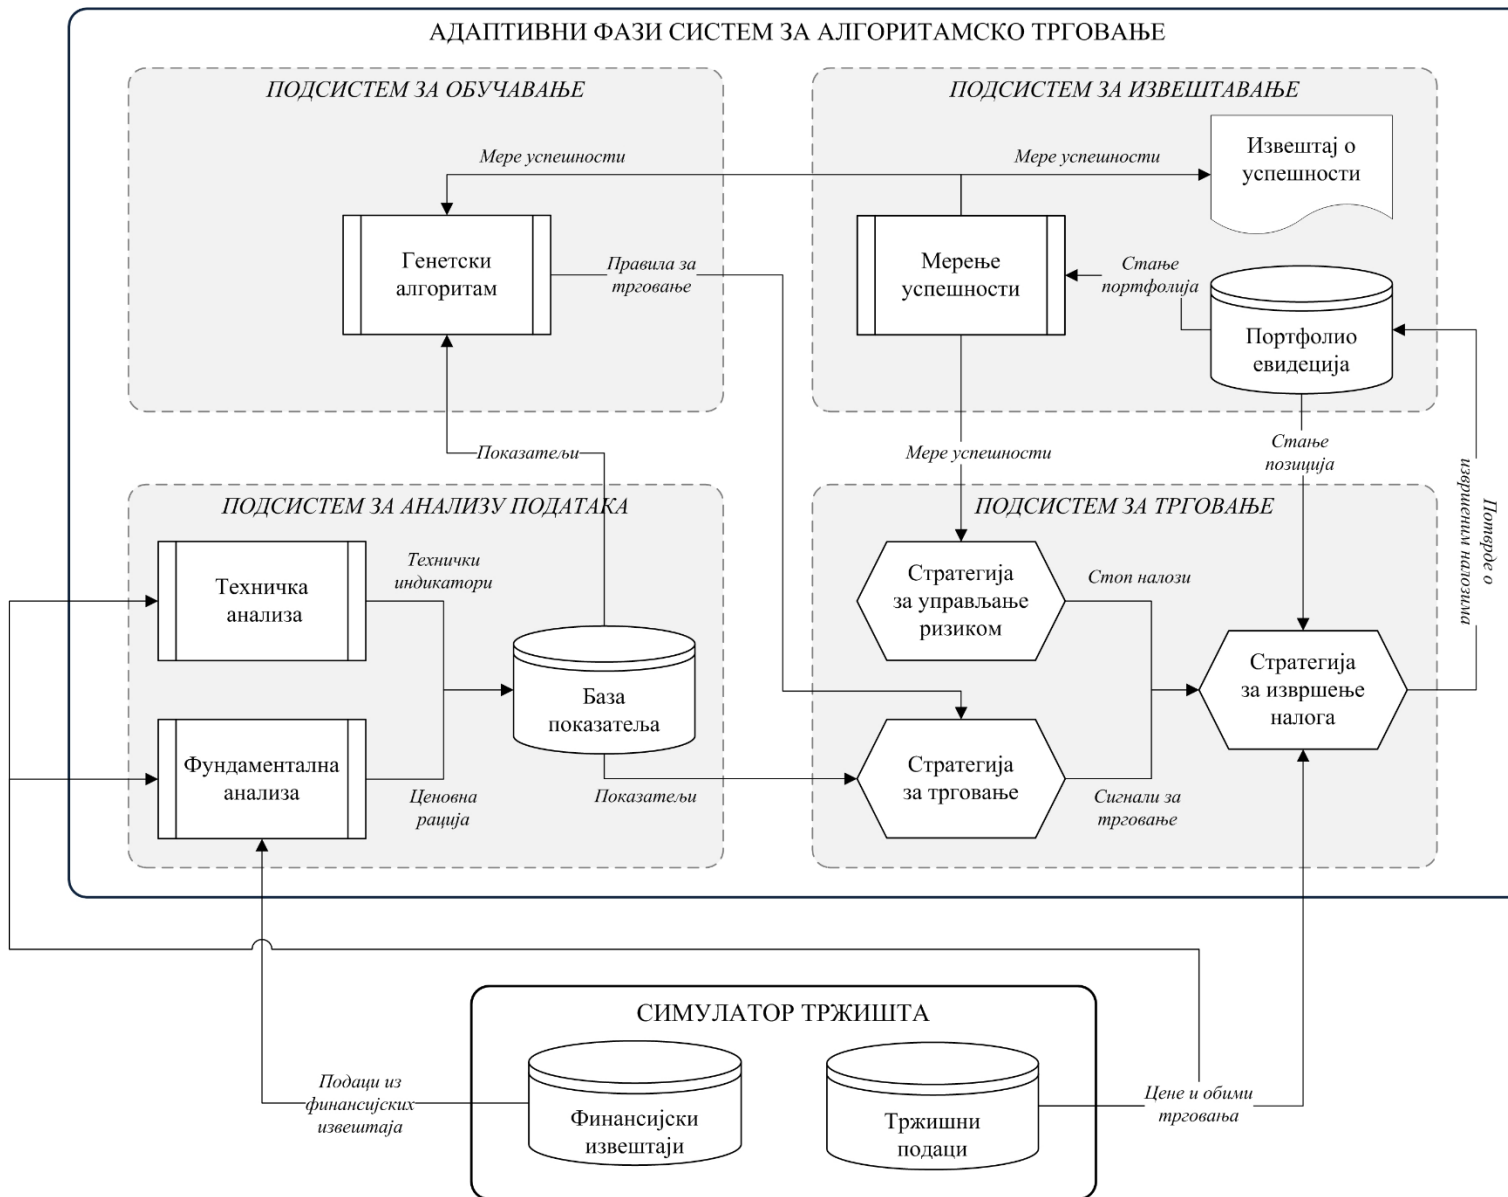 АДАПТИВНИ ФАЗИ СИСТЕМ ЗА АЛГОРИТАМСКО ТРГОВАЊЕ
ПОДСИСТЕМ ЗА ОБУЧАВАЊЕ
Мере успешности
Генетски
алгоритам
Правила за
трговање
ПОДСИСТЕМ ЗА ИЗВЕШТАВАЊЕ
Мере успешности
Извештај о
успешности
Мерење
успешности
Стање
портфолија
Портфолио
евидеција
Показатељи
Мере успешности
Стање
позиција
Потврде о
извршеним налозима
ПОДСИСТЕМ ЗА АНАЛИЗУ ПОДАТАКА
Техничка
анализа
Технички
индикатори
База
показатеља
Фундаментална
анализа
Ценовна
рација
Показатељи
ПОДСИСТЕМ ЗА ТРГОВАЊЕ
Стратегија
за управљање
ризиком
Стоп налози
Стратегија
за извршење
налога
Стратегија
за трговање
Сигнали за
трговање
СИМУЛАТОР ТРЖИШТА
Подаци из
финансијских
извештаја
Финансијски
извештаји
Тржишни
подаци
Цене и обими
трговања